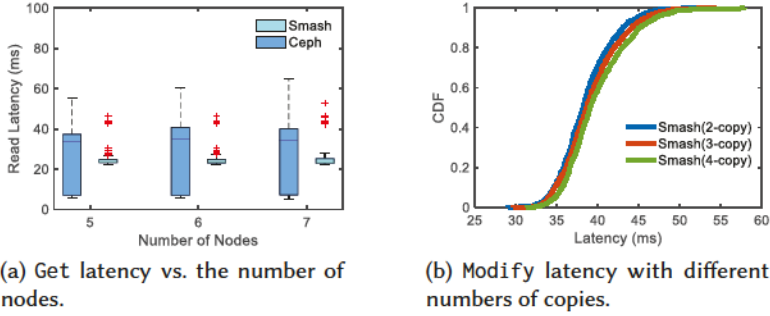 100
80
60
40
20
0
Read Latency (ms)
Smash
Ceph
5 6 7
Number of Nodes
1
0.8
0.6
0.4
0.2
0
CDF
Smash(2-copy)
Smash(3-copy)
Smash(4-copy)
25 30 35 40 45 50 55 60
Latency (ms)
(a) Get latency vs. the number of
nodes.
(b) Modify latency with different
numbers of copies.